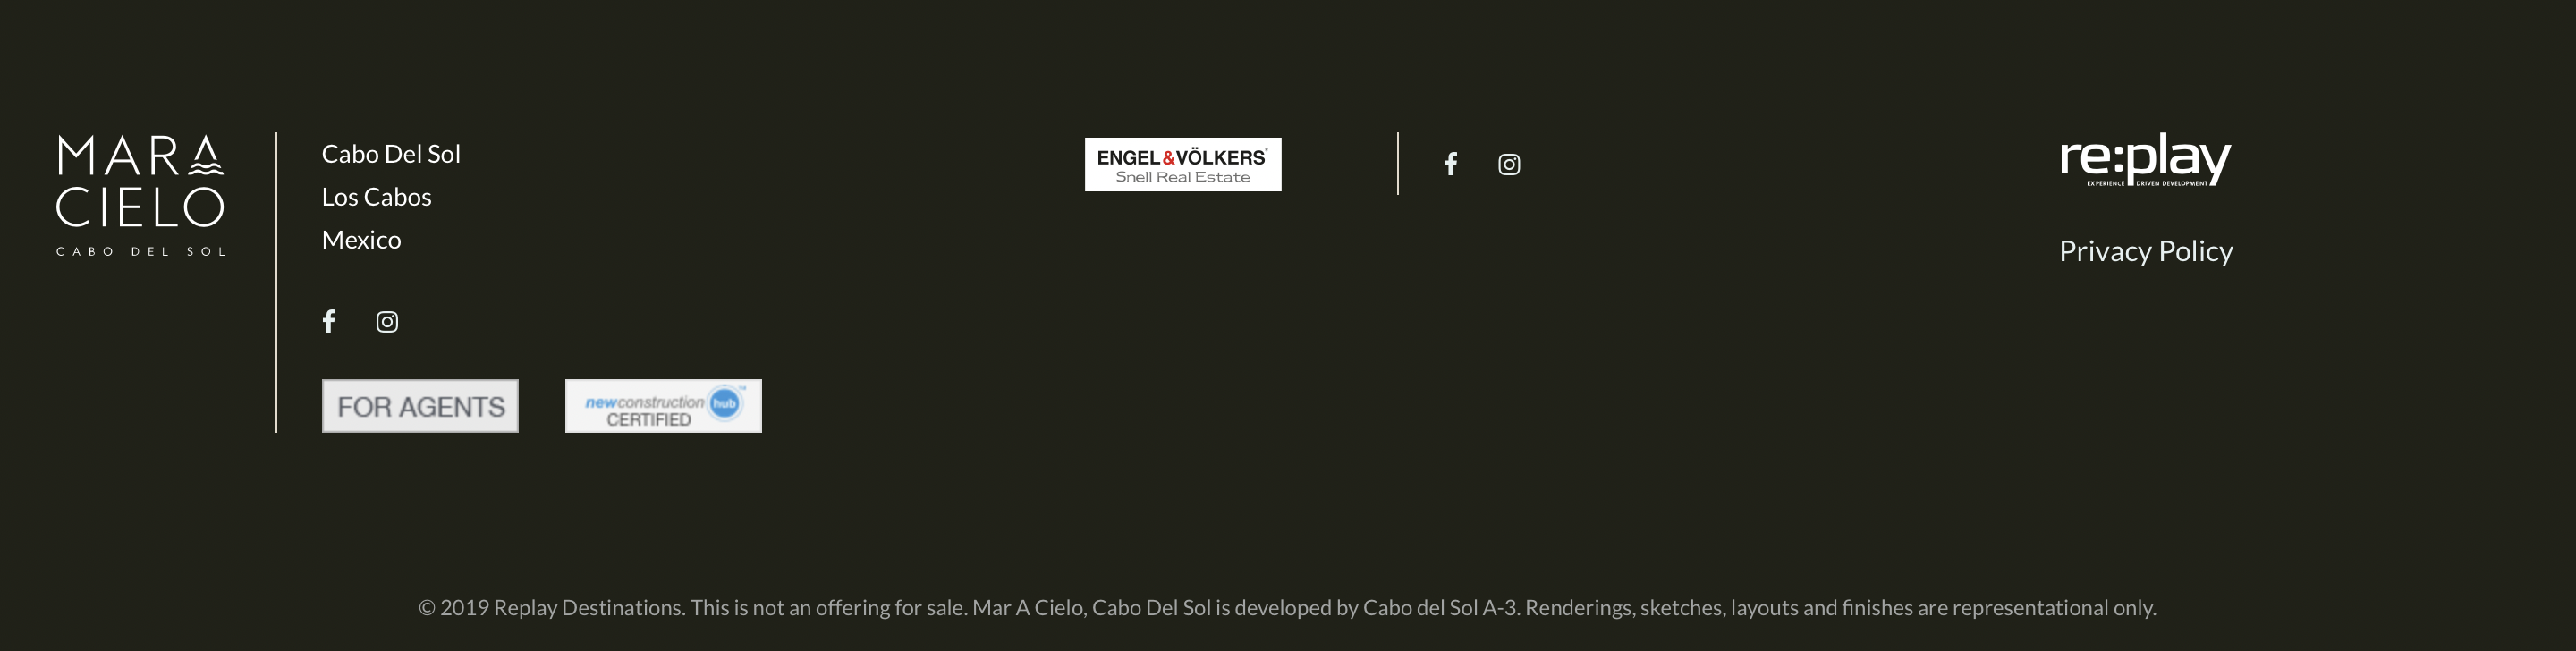 MAR A
CIELO
CABO DEL SOL
Cabo Del Sol
Los Cabos
Mexico
FOR AGENTS
newconstruction hub™
CERTIFIED
ENGEL&VÖLKERS®
Snell Real Estate
re:play
EXPERIENCE DRIVEN DEVELOPMENT
Privacy Policy
© 2019 Replay Destinations. This is not an offering for sale. Mar A Cielo, Cabo Del Sol is developed by Cabo del Sol A-3. Renderings, sketches, layouts and finishes are representational only.